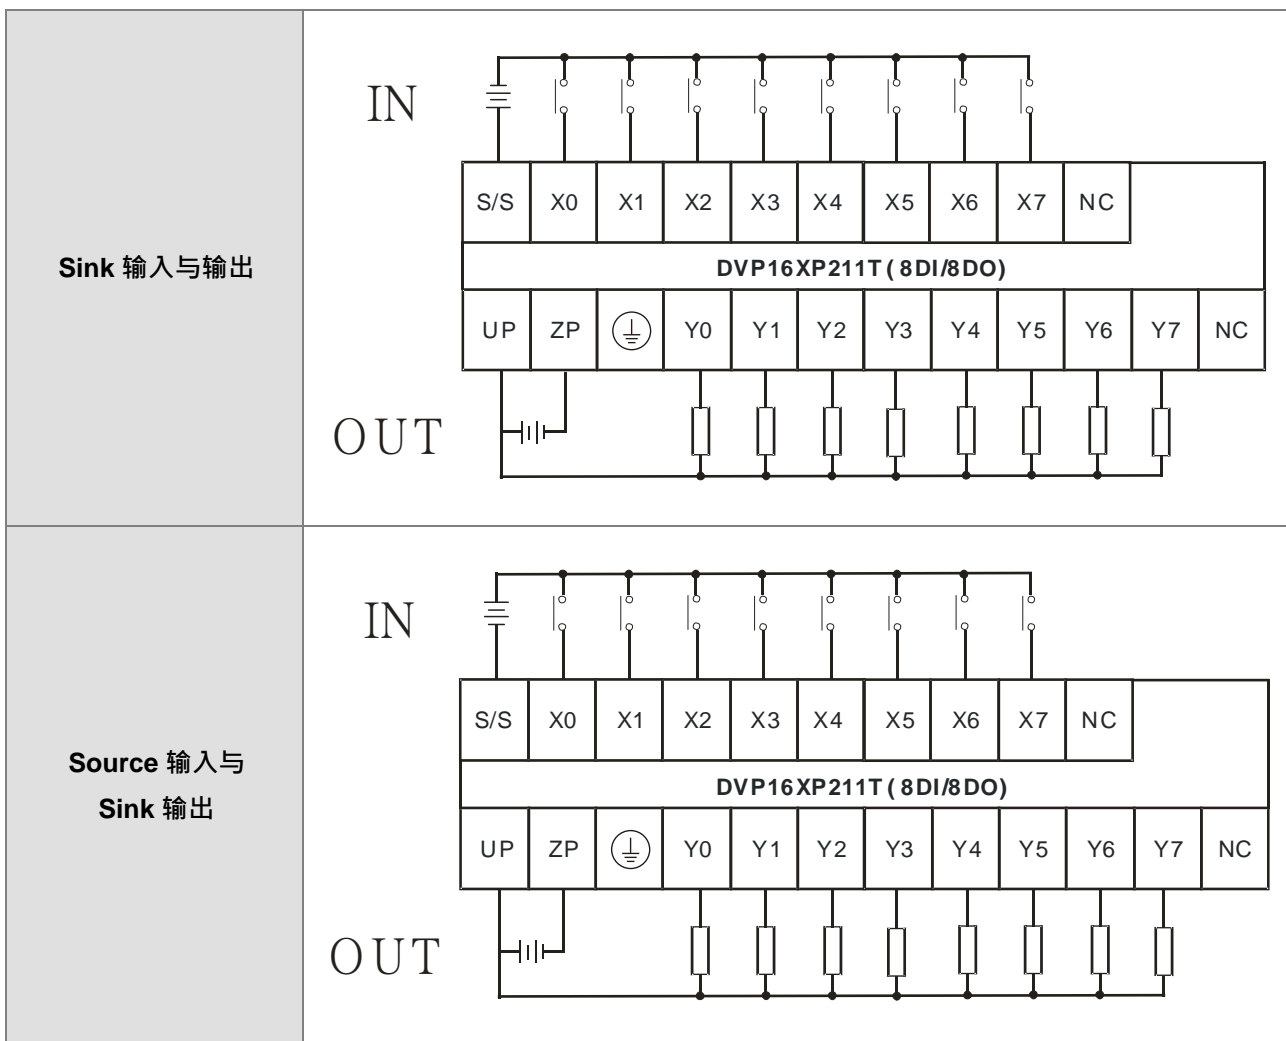 Sink 输入与输出
IN
S/S X0 X1 X2 X3 X4 X5 X6 X7 NC
DVP16XP211T ( 8DI/8DO)
UP ZP Y0 Y1 Y2 Y3 Y4 Y5 Y6 Y7 NC
OUT
Source 输入与
Sink 输出
IN
S/S X0 X1 X2 X3 X4 X5 X6 X7 NC
DVP16XP211T ( 8DI/8DO)
UP ZP Y0 Y1 Y2 Y3 Y4 Y5 Y6 Y7 NC
OUT